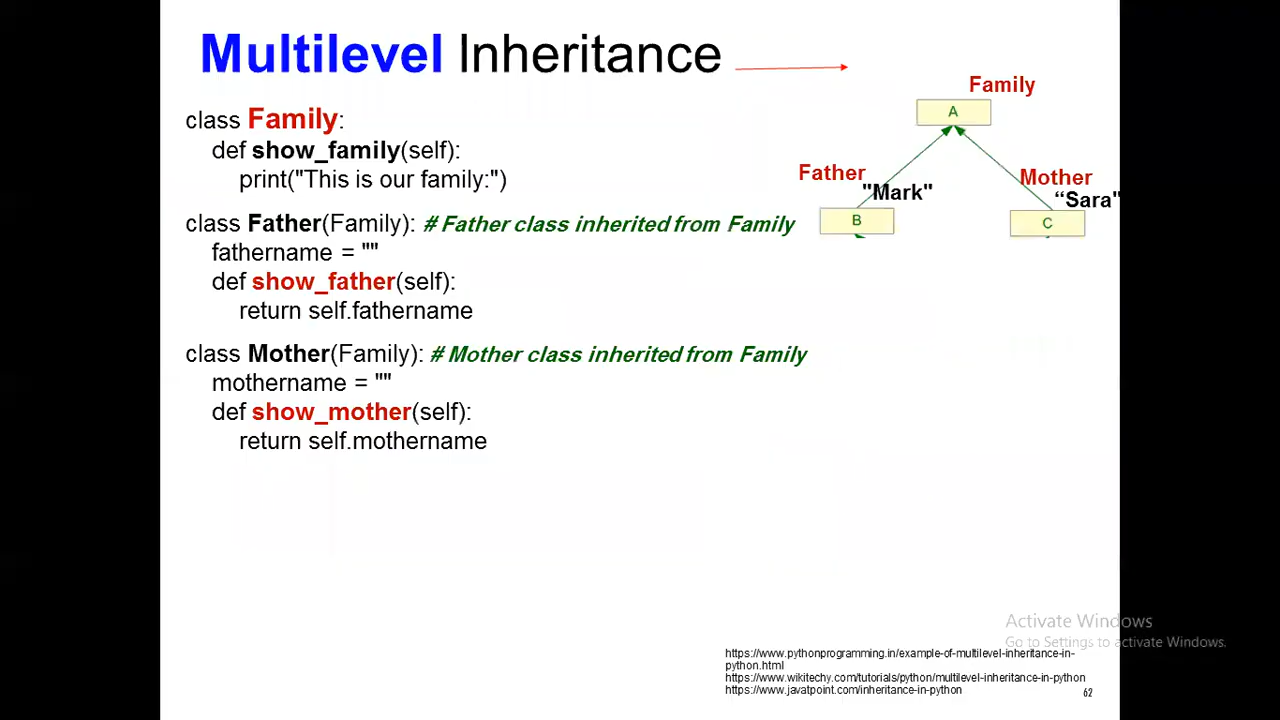 Multilevel Inheritance
class Family:
def show_family(self):
print("This is our family:")
class Father(Family): # Father class inherited from Family
fathername = ""
def show_father(self):
return self.fathername
class Mother(Family): # Mother class inherited from Family
mothername = ""
def show_mother(self):
return self.mothername
Family
A
Father
"Mark"
B
Mother
“Sara"
C
Activate Windows
Go to Settings to activate Windows.
https://www.pythonprogramming.in/example-of-multilevel-inheritance-in-
python.html
https://www.wikitechy.com/tutorials/python/multilevel-inheritance-in-python
https://www.javatpoint.com/inheritance-in-python
62